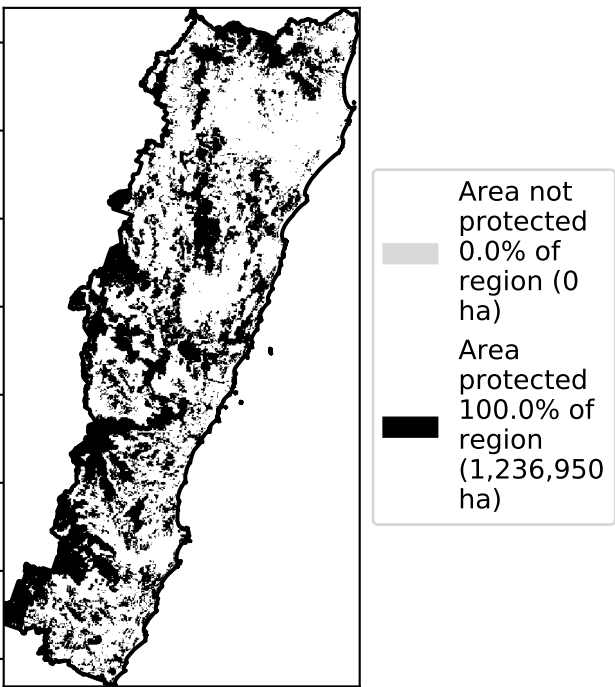 Area not
protected
0.0% of
region (0
ha)
Area
protected
100.0% of
region
(1,236,950
ha)